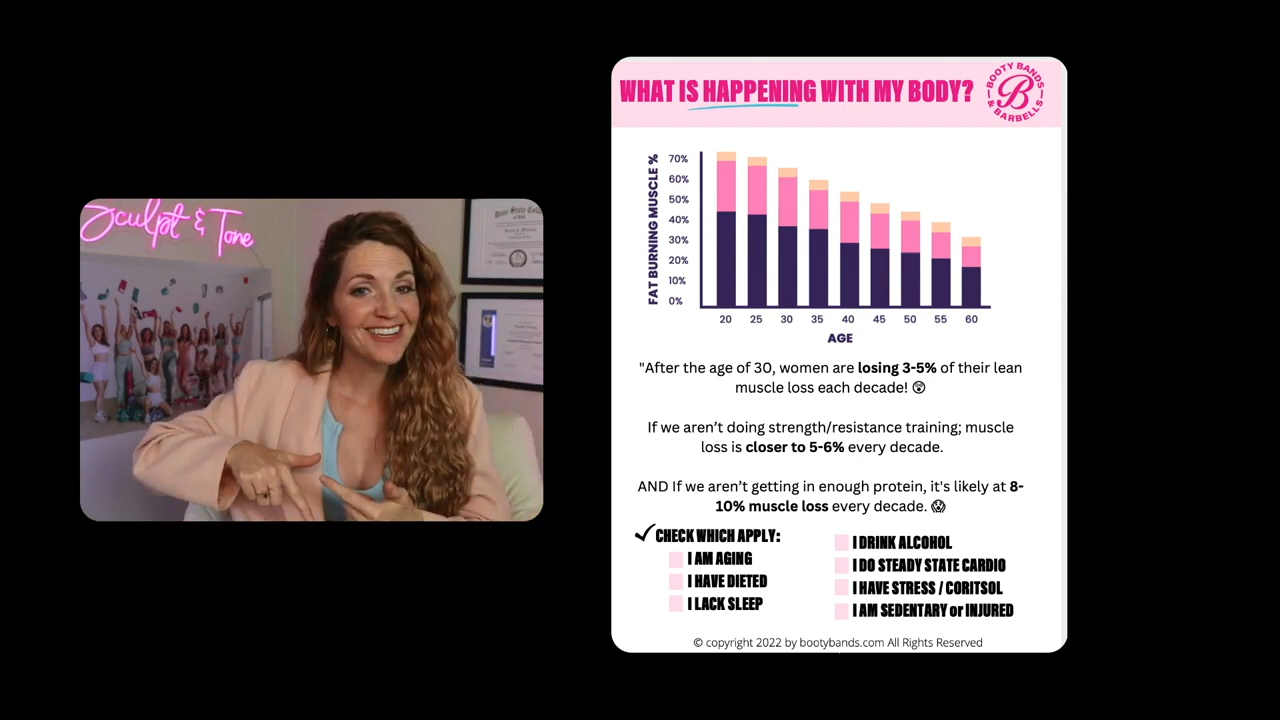 Sculpt & Tone
WHAT IS HAPPENING WITH MY BODY?
BOOTY BANDS
B
& BARBELLS
FAT BURNING MUSCLE %
70%
60%
50%
40%
30%
20%
10%
0%
20 25 30 35 40 45 50 55 60
AGE
"After the age of 30, women are losing 3-5% of their lean
muscle loss each decade! 😲
If we aren’t doing strength/resistance training; muscle
loss is closer to 5-6% every decade.
AND If we aren’t getting in enough protein, it's likely at 8-
10% muscle loss every decade. 😱
CHECK WHICH APPLY:
I AM AGING
I HAVE DIETED
I LACK SLEEP
I DRINK ALCOHOL
I DO STEADY STATE CARDIO
I HAVE STRESS / CORITSOL
I AM SEDENTARY or INJURED
© copyright 2022 by bootybands.com All Rights Reserved